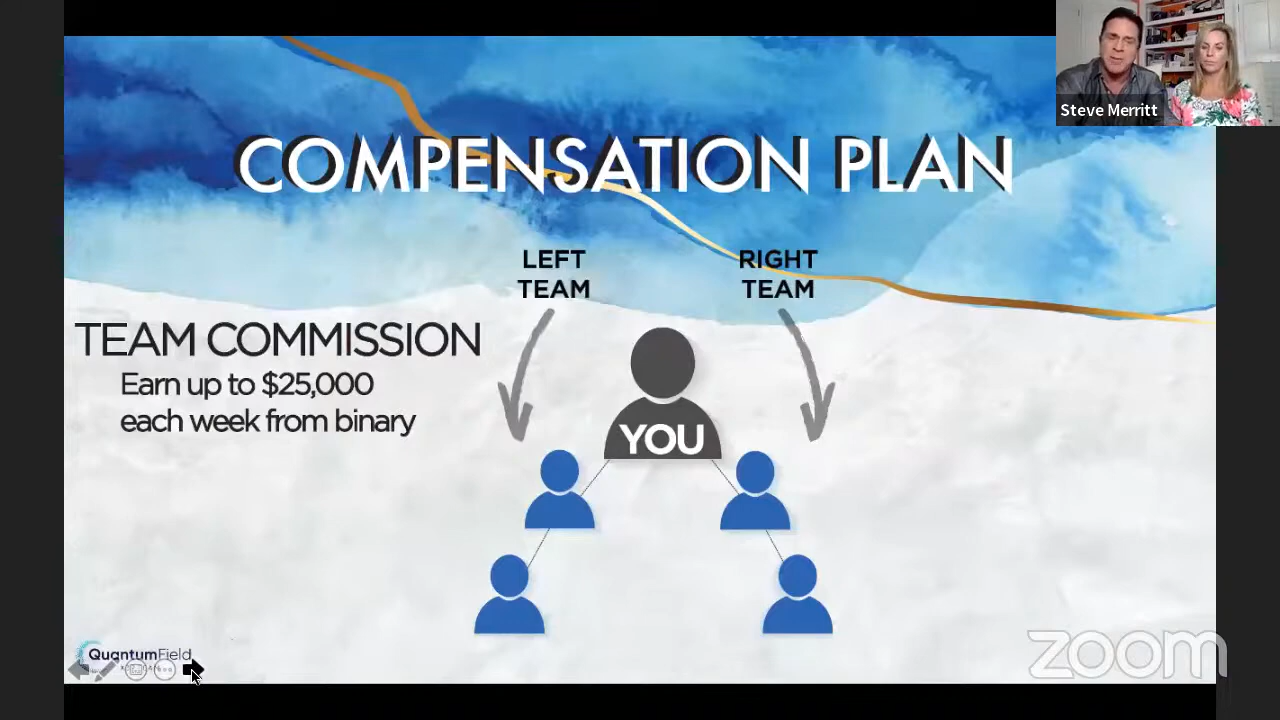 Steve Merritt
COMPENSATION PLAN
LEFT
TEAM
RIGHT
TEAM
TEAM COMMISSION
Earn up to $25,000
each week from binary
YOU
QuantumField
zoom